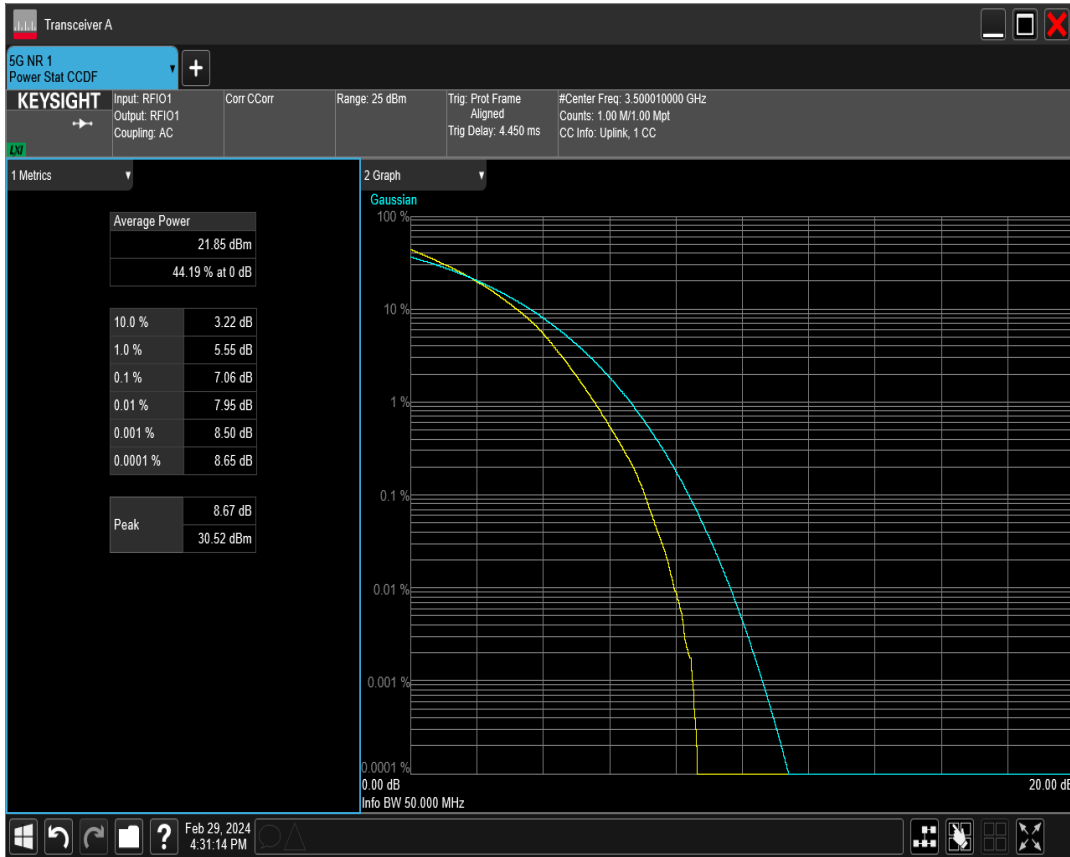 Transceiver A
5G NR 1
Power Stat CCDF
KEYSIGHT
LXI
Input: RFIO1
Output: RFIO1
Coupling: AC
Corr CCorr
Range: 25 dBm
Trig: Prot Frame
Aligned
Trig Delay: 4.450 ms
#Center Freq: 3.500010000 GHz
Counts: 1.00 M/1.00 Mpt
CC Info: Uplink, 1 CC
1 Metrics
Average Power
21.85 dBm
44.19 % at 0 dB
10.0 % 3.22 dB
1.0 % 5.55 dB
0.1 % 7.06 dB
0.01 % 7.95 dB
0.001 % 8.50 dB
0.0001 % 8.65 dB
Peak
8.67 dB
30.52 dBm
2 Graph
Gaussian
100 %
10 %
1 %
0.1 %
0.01 %
0.001 %
0.0001 %
0.00 dB
20.00 dB
Info BW 50.000 MHz
?
Feb 29, 2024
4:31:14 PM